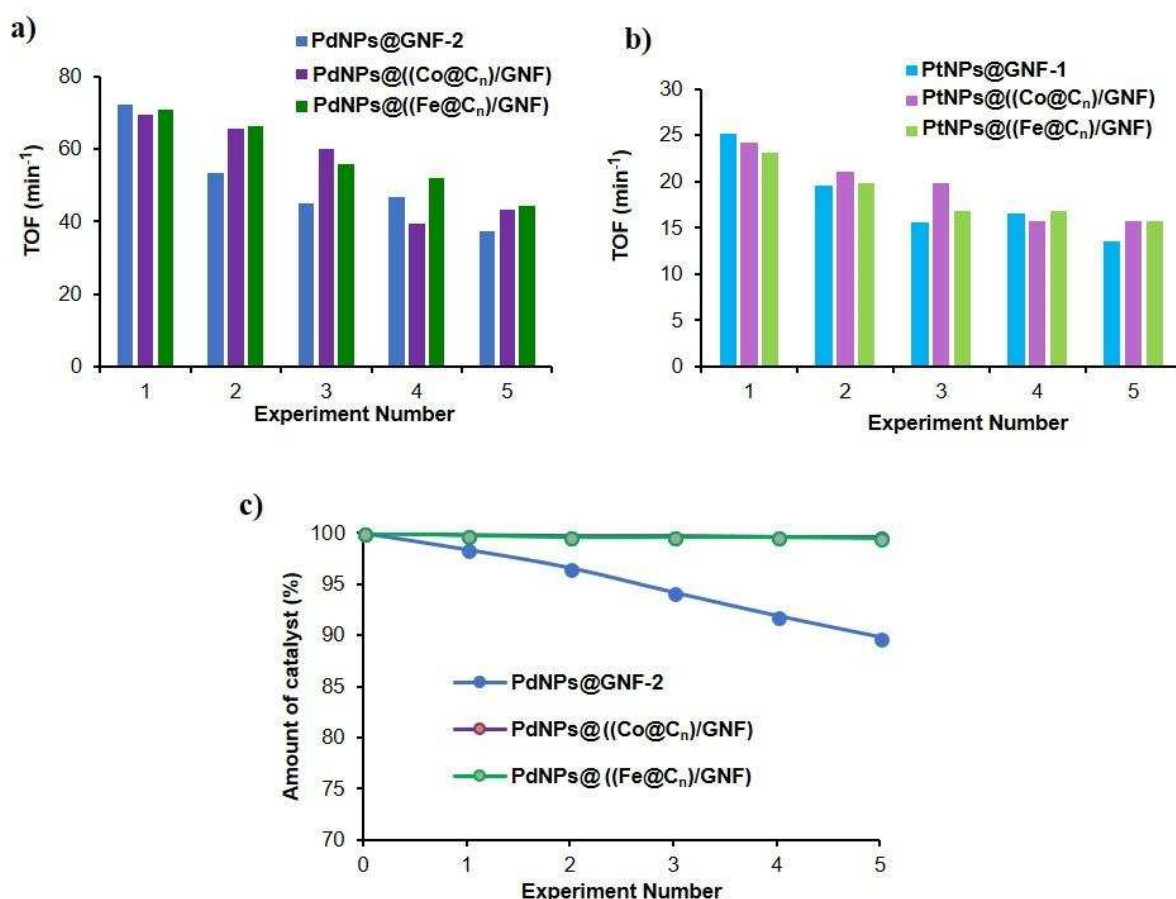 a)
PdNPs@GNF-2
PdNPs@((Co@Cn)/GNF)
PdNPs@((Fe@Cn)/GNF)
TOF (min-1)
80
60
40
20
0
1 2 3 4 5
Experiment Number
b)
PtNPs@GNF-1
PtNPs@((Co@Cn)/GNF)
PtNPs@((Fe@Cn)/GNF)
TOF (min-1)
30
25
20
15
10
5
0
1 2 3 4 5
Experiment Number
c)
Amount of catalyst (%)
100
95
90
85
80
75
70
PdNPs@GNF-2
PdNPs@((Co@Cn)/GNF)
PdNPs@ ((Fe@Cn)/GNF)
0 1 2 3 4 5
Experiment Number